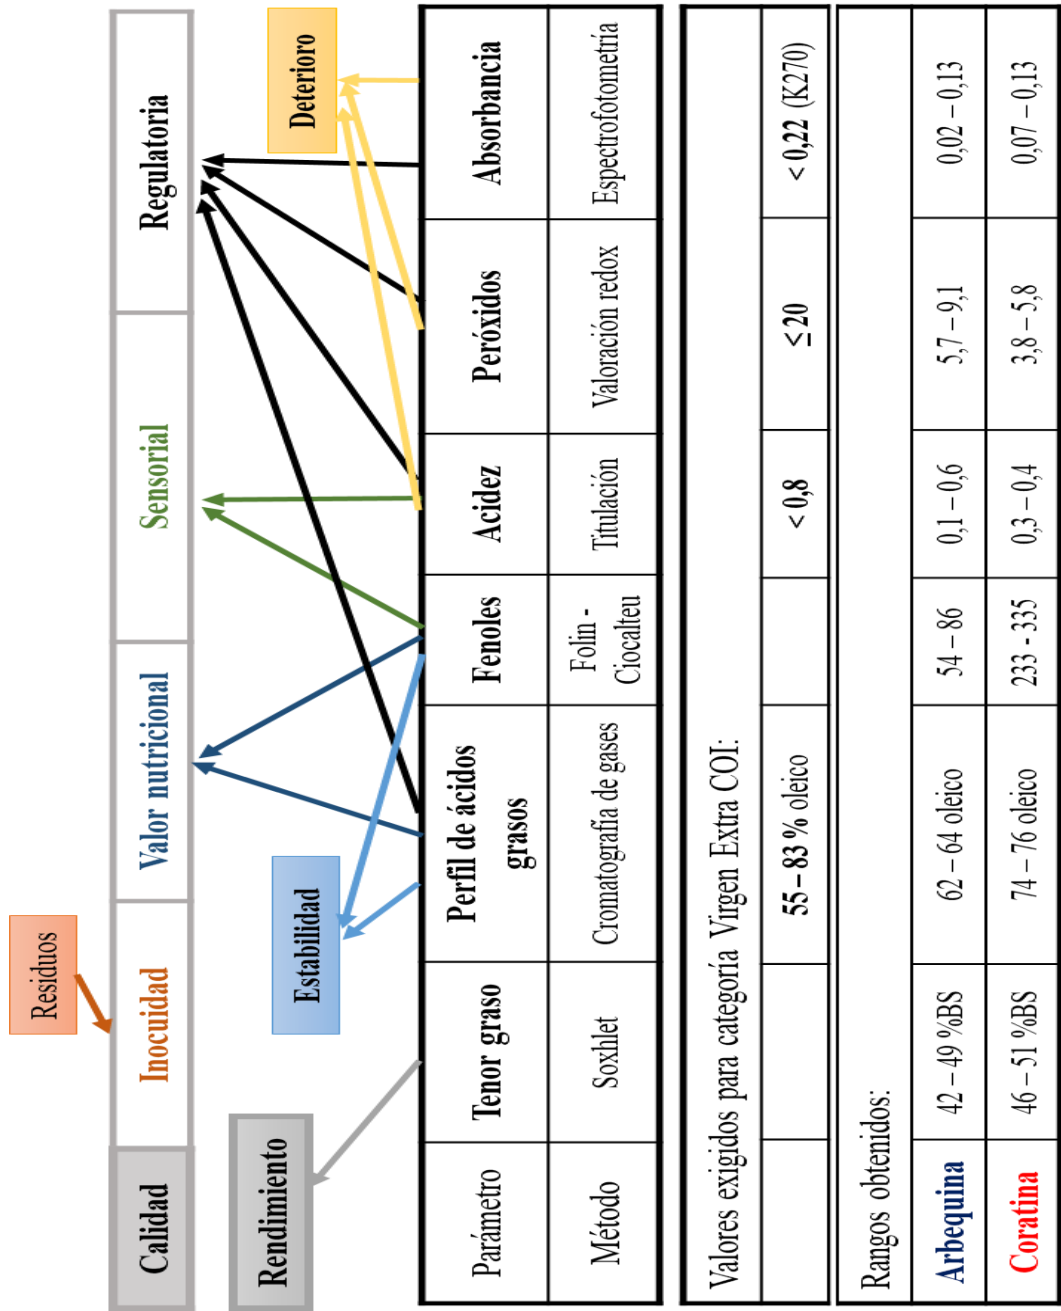 Residuos
Calidad
Inocuidad
Valor nutricional
Sensorial
Regulatoria
Rendimiento
Estabilidad
Deterioro
Parámetro
Tenor graso
Perfil de ácidos
grasos
Fenoles
Acidez
Peróxidos
Absorbancia
Método
Soxhlet
Cromatografía de gases
Folin -
Ciocalteu
Titulación
Valoración redox
Espectrofotometría
Valores exigidos para categoría Virgen Extra COI:
55 – 83 % oleico
< 0,8
≤ 20
< 0,22 (K270)
Rangos obtenidos:
Arbequina
42 – 49 %BS
62 – 64 oleico
54 – 86
0,1 – 0,6
5,7 – 9,1
0,02 – 0,13
Coratina
46 – 51 %BS
74 – 76 oleico
233 - 335
0,3 – 0,4
3,8 – 5,8
0,07 – 0,13